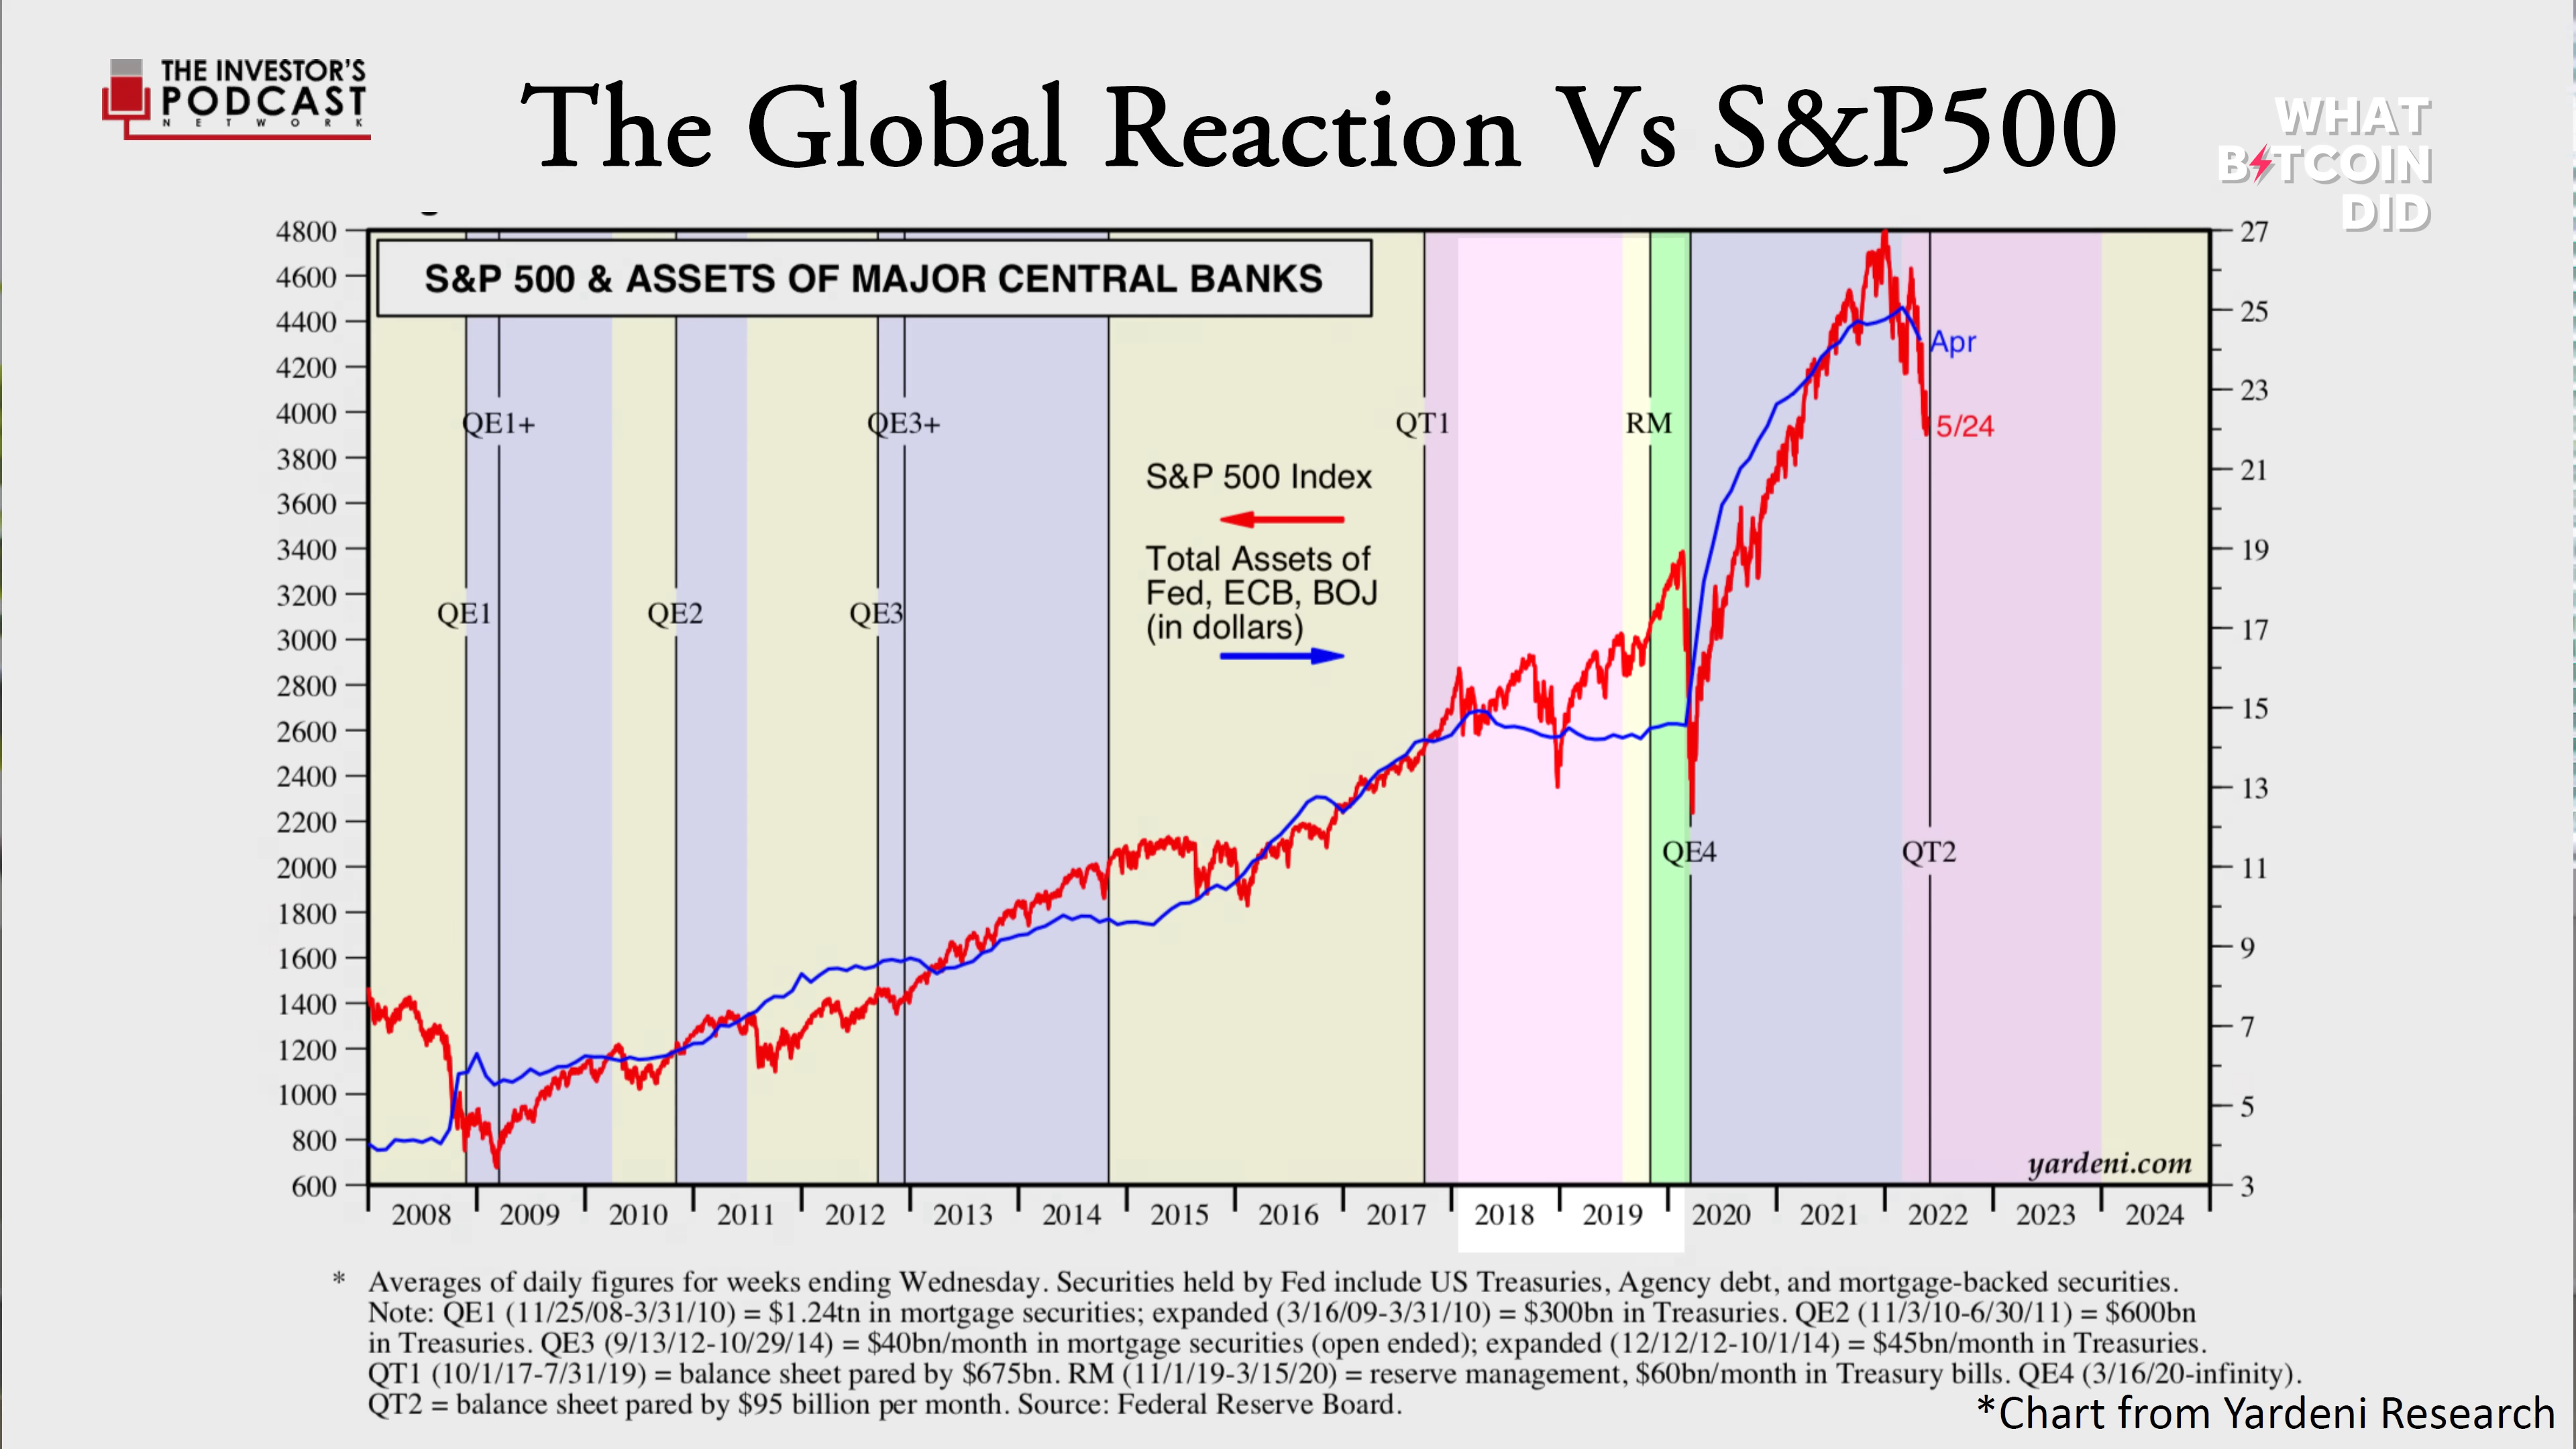 THE INVESTOR'S
PODCAST
NETWORK
The Global Reaction Vs S&P500
WHAT
BTCOIN
DID
S&P 500 & ASSETS OF MAJOR CENTRAL BANKS
4800
4600
4400
4200
4000
3800
3600
3400
3200
3000
2800
2600
2400
2200
2000
1800
1600
1400
1200
1000
800
600
27
25
23
21
19
17
15
13
11
9
7
5
3
Apr
5/24
QE1+
QE3+
QT1
RM
S&P 500 Index
Total Assets of
Fed, ECB, BOJ
(in dollars)
QE1
QE2
QE3
QE4
QT2
yardeni.com
2008 2009 2010 2011 2012 2013 2014 2015 2016 2017 2018 2019 2020 2021 2022 2023 2024
* Averages of daily figures for weeks ending Wednesday. Securities held by Fed include US Treasuries, Agency debt, and mortgage-backed securities.
Note: QE1 (11/25/08-3/31/10) = $1.24tn in mortgage securities; expanded (3/16/09-3/31/10) = $300bn in Treasuries. QE2 (11/3/10-6/30/11) = $600bn
in Treasuries. QE3 (9/13/12-10/29/14) = $40bn/month in mortgage securities (open ended); expanded (12/12/12-10/1/14) = $45bn/month in Treasuries.
QT1 (10/1/17-7/31/19) = balance sheet pared by $675bn. RM (11/1/19-3/15/20) = reserve management, $60bn/month in Treasury bills. QE4 (3/16/20-infinity).
QT2 = balance sheet pared by $95 billion per month. Source: Federal Reserve Board.
*Chart from Yardeni Research